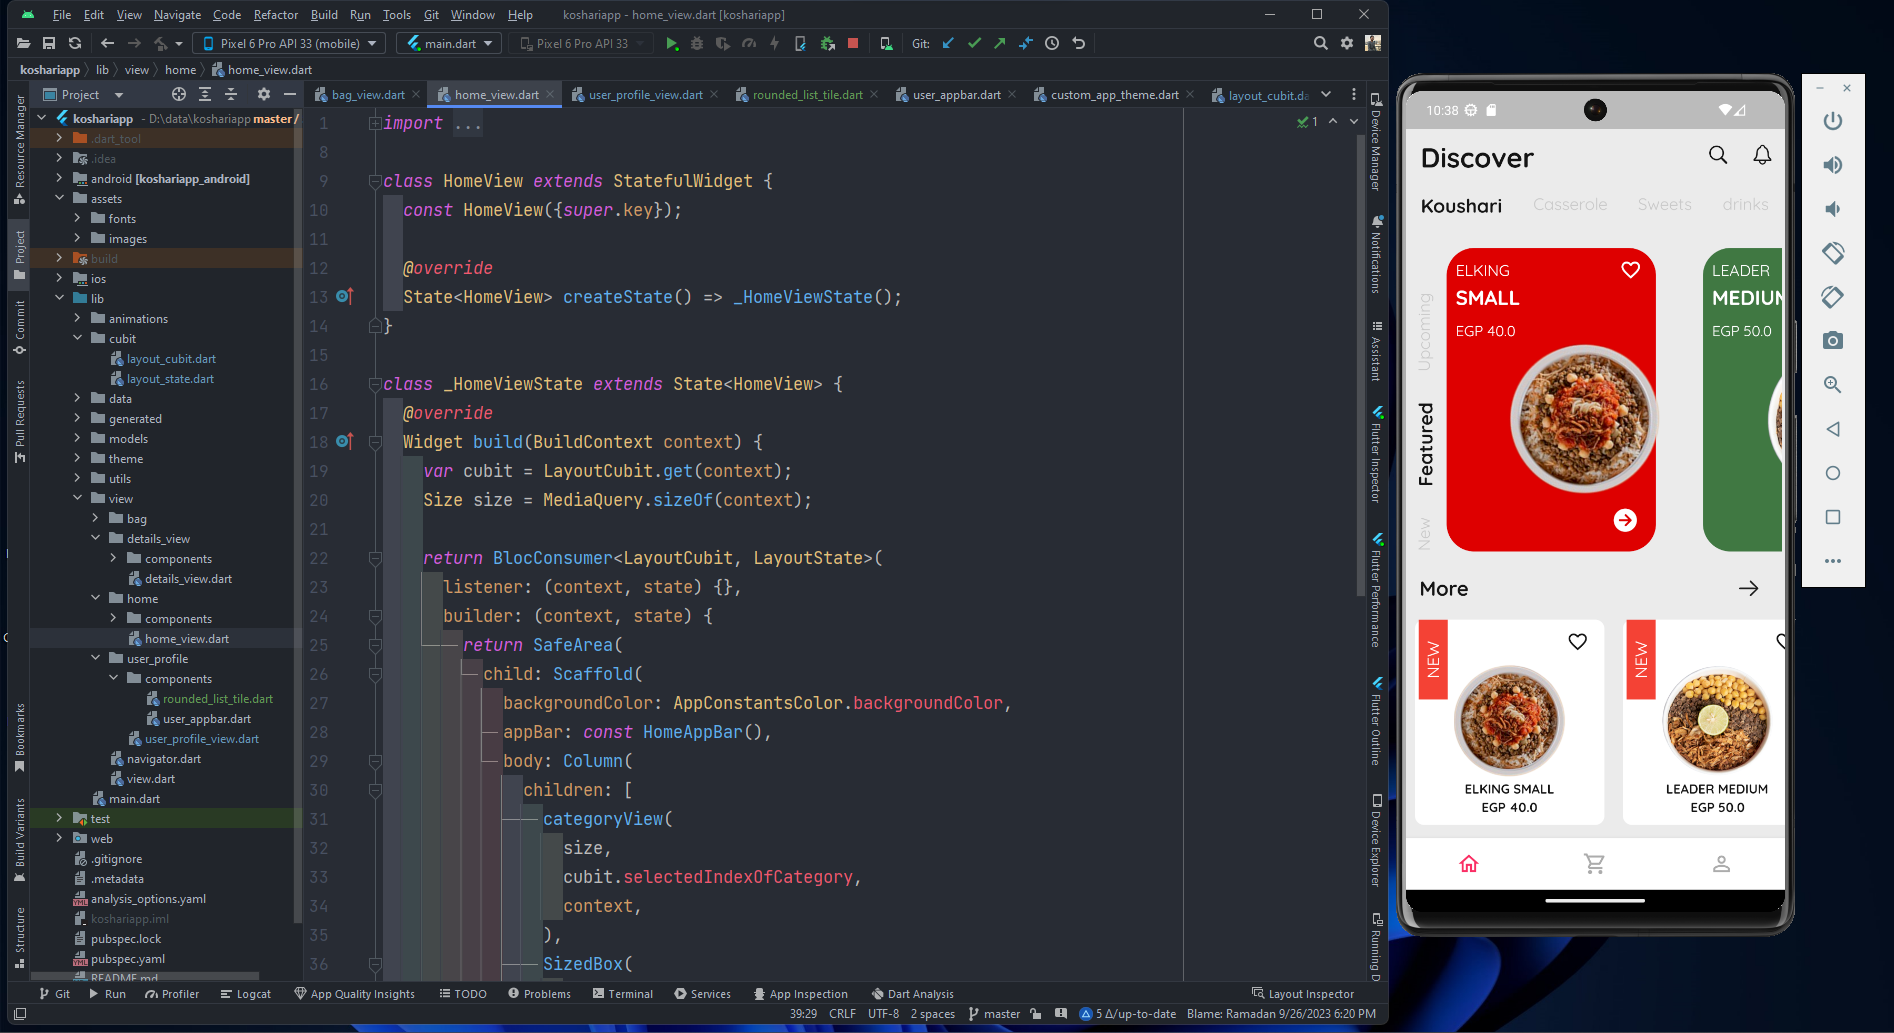 File Edit View Navigate Code Refactor Build Run Tools Git Window Help koshariapp - home_view.dart [koshariapp]
Pixel 6 Pro API 33 (mobile) main.dart Pixel 6 Pro API 33 Git:
koshariapp lib view home home_view.dart
Project bag_view.dart home_view.dart user_profile_view.dart rounded_list_tile.dart user_appbar.dart custom_app_theme.dart layout_cubit.da
Resource Manager
Project
Commit
Pull Requests
Bookmarks
Build Variants
Structure
koshariapp - D:\data\koshariapp master /
.dart_tool
.idea
android [koshariapp_android]
assets
fonts
images
build
ios
lib
animations
cubit
layout_cubit.dart
layout_state.dart
data
generated
models
theme
utils
view
bag
details_view
components
details_view.dart
home
components
home_view.dart
user_profile
components
rounded_list_tile.dart
user_appbar.dart
user_profile_view.dart
navigator.dart
view.dart
main.dart
test
web
.gitignore
.metadata
analysis_options.yaml
koshariapp.iml
pubspec.lock
pubspec.yaml
README.md
1 import ...
8
9 class HomeView extends StatefulWidget {
10 const HomeView({super.key});
11
12 @override
13 State<HomeView> createState() => _HomeViewState();
14 }
15
16 class _HomeViewState extends State<HomeView> {
17 @override
18 Widget build(BuildContext context) {
19 var cubit = LayoutCubit.get(context);
20 Size size = MediaQuery.sizeOf(context);
21
22 return BlocConsumer<LayoutCubit, LayoutState>(
23 listener: (context, state) {},
24 builder: (context, state) {
25 return SafeArea(
26 child: Scaffold(
27 backgroundColor: AppConstantsColor.backgroundColor,
28 appBar: const HomeAppBar(),
29 body: Column(
30 children: [
31 categoryView(
32 size,
33 cubit.selectedIndexOfCategory,
34 context,
35 ),
36 SizedBox(
1
Device Manager
Notifications
Assistant
Flutter Inspector
Flutter Performance
Flutter Outline
Device Explorer
Running D
Git Run Profiler Logcat App Quality Insights TODO Problems Terminal Services App Inspection Dart Analysis Layout Inspector
39:29 CRLF UTF-8 2 spaces master 5 Δ/up-to-date Blame: Ramadan 9/26/2023 6:20 PM
10:38
Discover
Koushari Casserole Sweets drinks
Upcoming
Featured
New
ELKING
SMALL
EGP 40.0
LEADER
MEDIUM
EGP 50.0
More
NEW
ELKING SMALL
EGP 40.0
NEW
LEADER MEDIUM
EGP 50.0